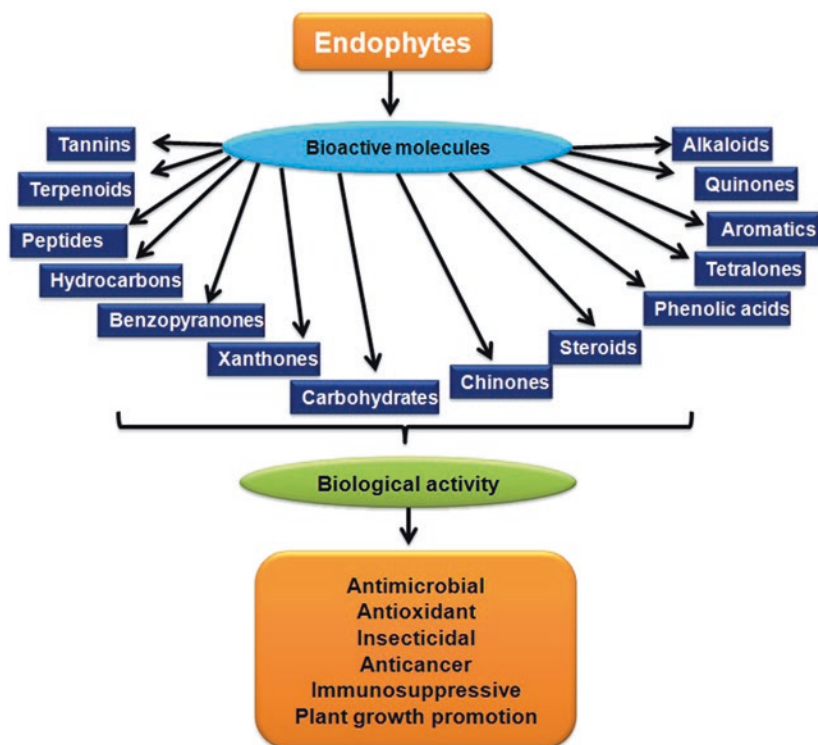 Endophytes
Bioactive molecules
Tannins
Terpenoids
Peptides
Hydrocarbons
Benzopyranones
Xanthones
Carbohydrates
Chinones
Steroids
Phenolic acids
Tetralones
Aromatics
Quinones
Alkaloids
Biological activity
Antimicrobial
Antioxidant
Insecticidal
Anticancer
Immunosuppressive
Plant growth promotion